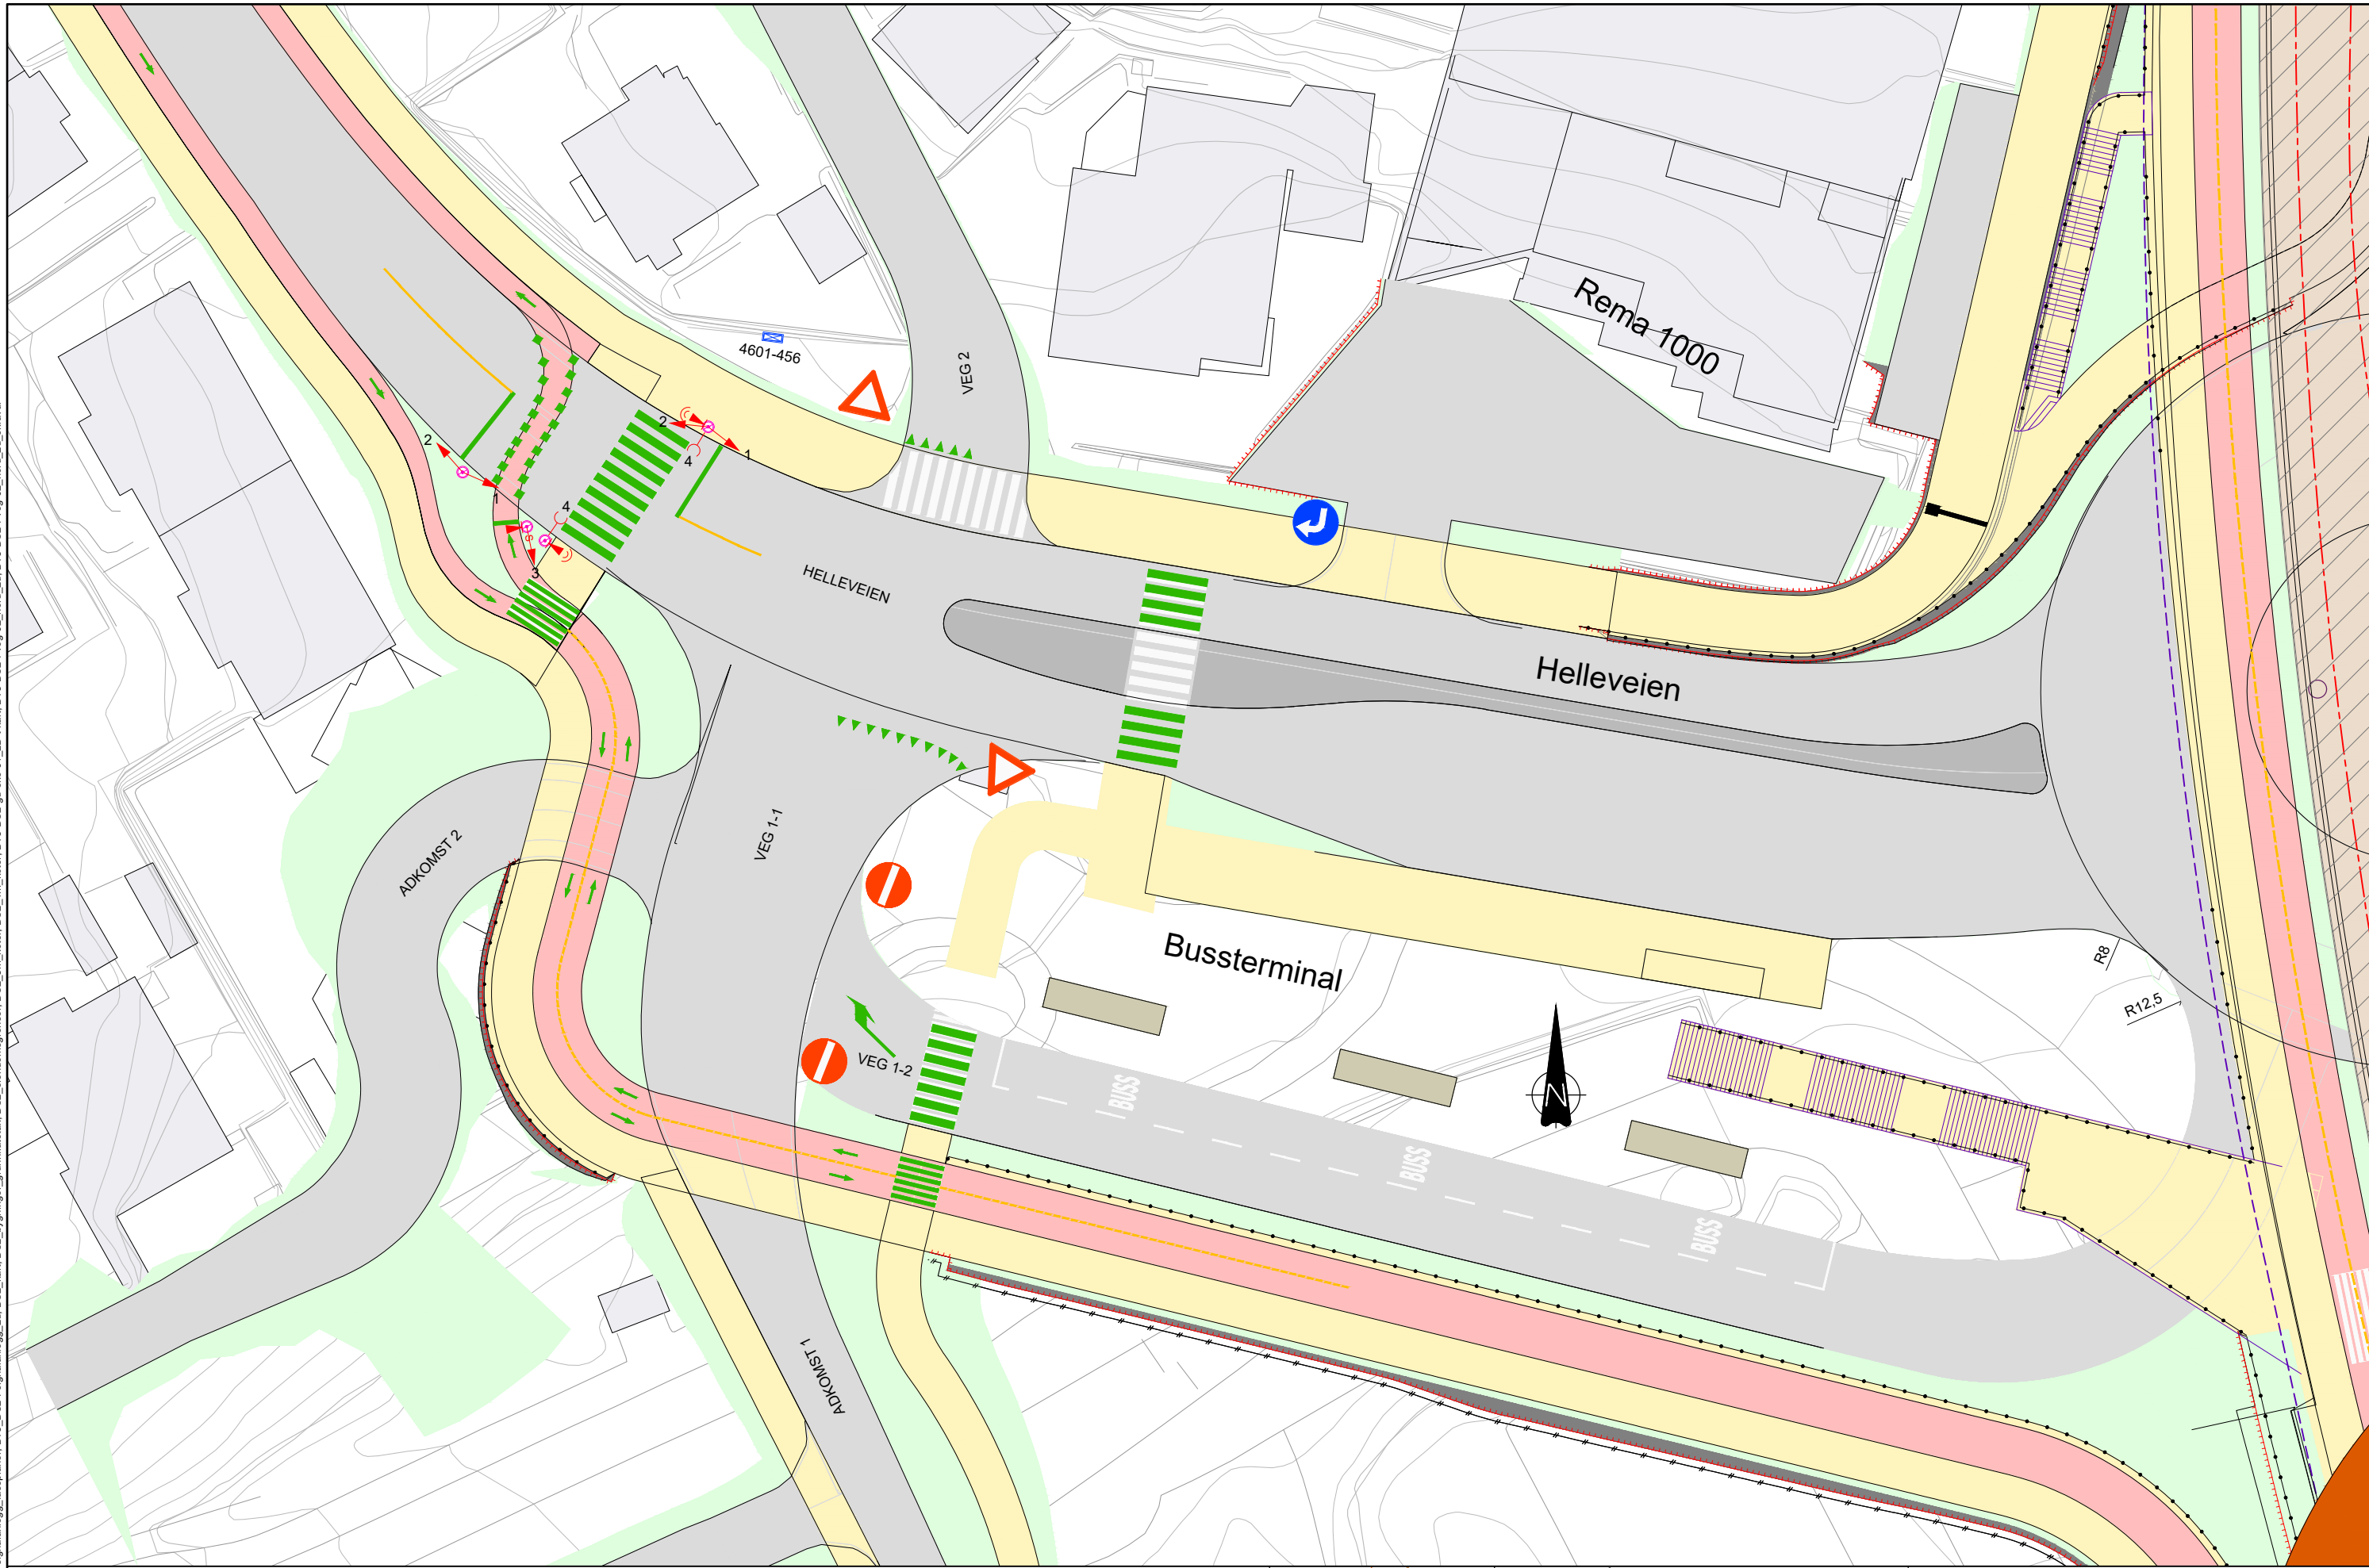 4601-456
VEG 2
Rema 1000
2
1
4
2
1
4
3
HELLEVEIEN
Helleveien
VEG 1-1
ADKOMST 2
Bussterminal
R8
R12,5
VEG 1-2
BUSS
BUSS
BUSS
N
ADKOMST 1